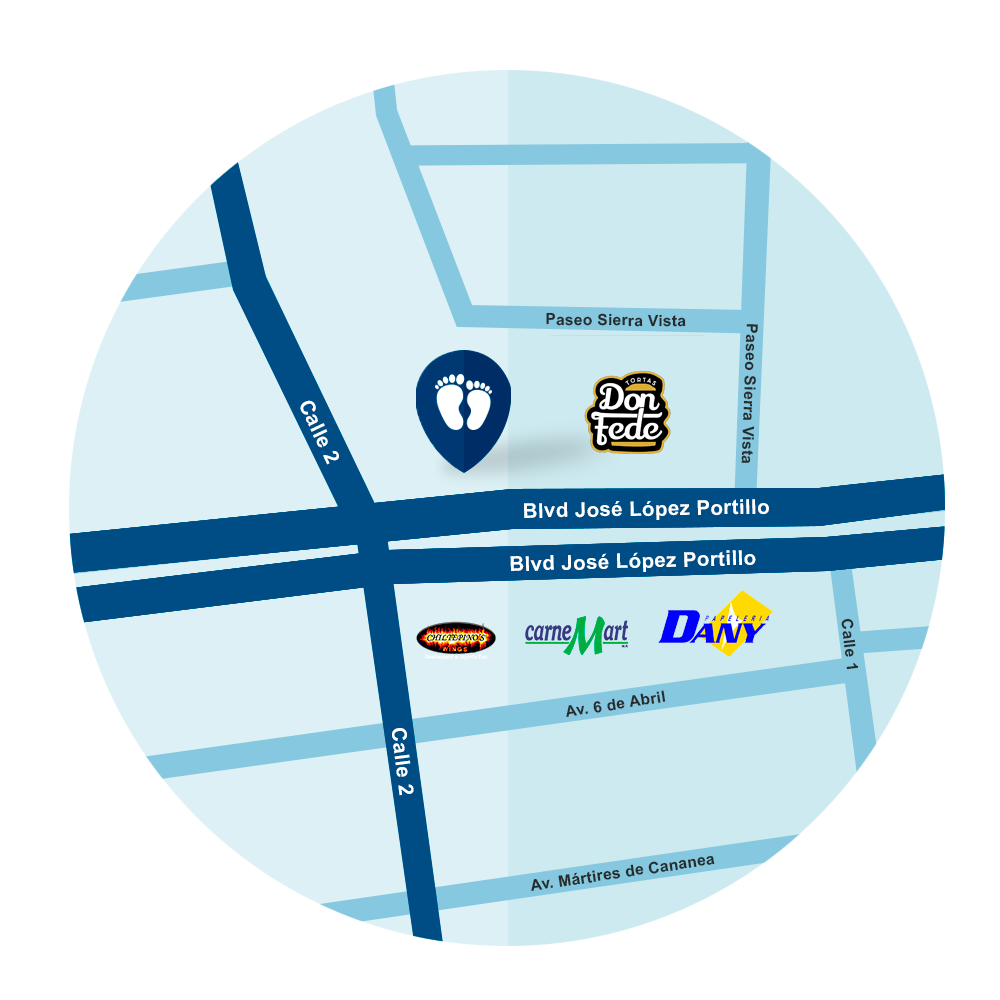 Paseo Sierra Vista
Paseo Sierra Vista
TORTAS
Don
Fede
Calle 2
Blvd José López Portillo
Blvd José López Portillo
CHILTEPINO'S
WINGS
carneMart
PAPELERIA
DANY
Calle 1
Av. 6 de Abril
Calle 2
Av. Mártires de Cananea